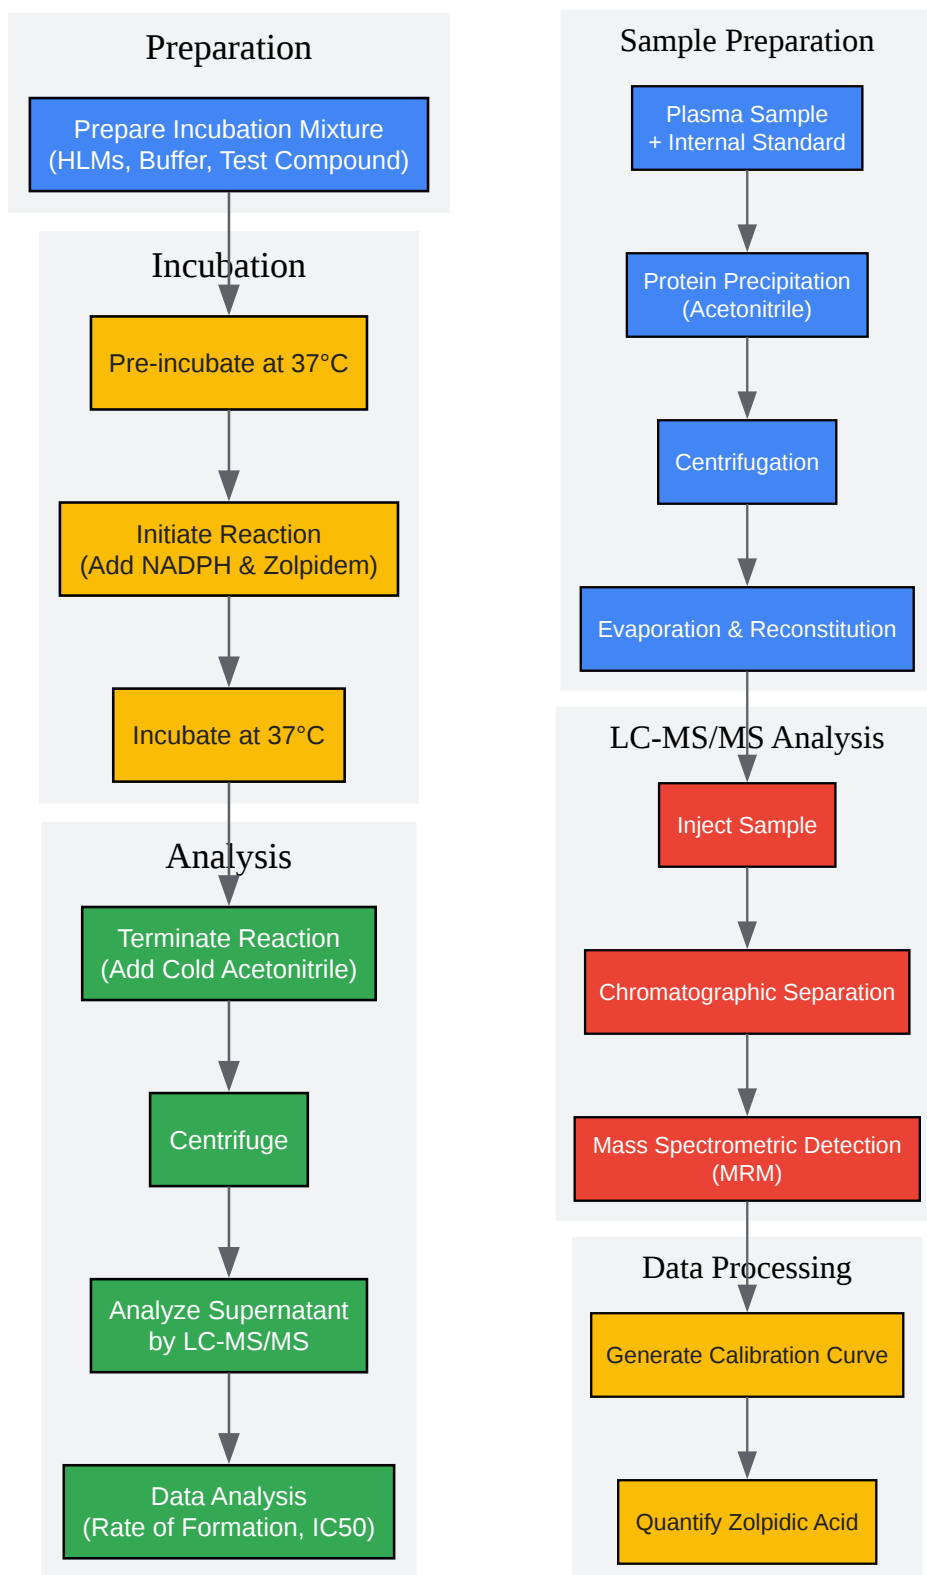 Preparation
Prepare Incubation Mixture
(HLMs, Buffer, Test Compound)
Incubation
Pre-incubate at 37°C
Initiate Reaction
(Add NADPH & Zolpidem)
Incubate at 37°C
Analysis
Terminate Reaction
(Add Cold Acetonitrile)
Centrifuge
Analyze Supernatant
by LC-MS/MS
Data Analysis
(Rate of Formation, IC50)
Sample Preparation
Plasma Sample
+ Internal Standard
Protein Precipitation
(Acetonitrile)
Centrifugation
Evaporation & Reconstitution
LC-MS/MS Analysis
Inject Sample
Chromatographic Separation
Mass Spectrometric Detection
(MRM)
Data Processing
Generate Calibration Curve
Quantify Zolpidic Acid